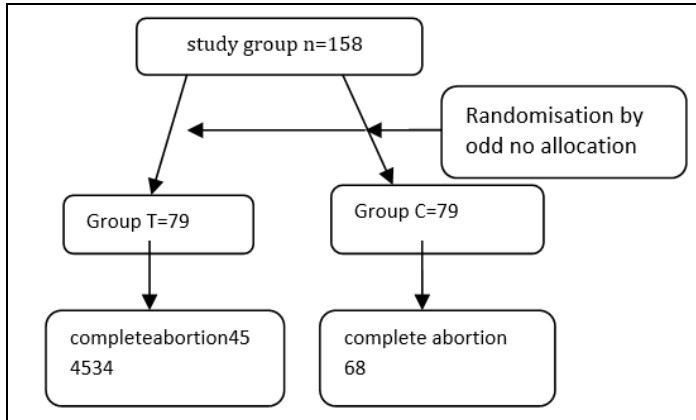 study group n=158
Randomisation by
odd no allocation
Group T=79
Group C=79
completeabortion45
4534
complete abortion
68